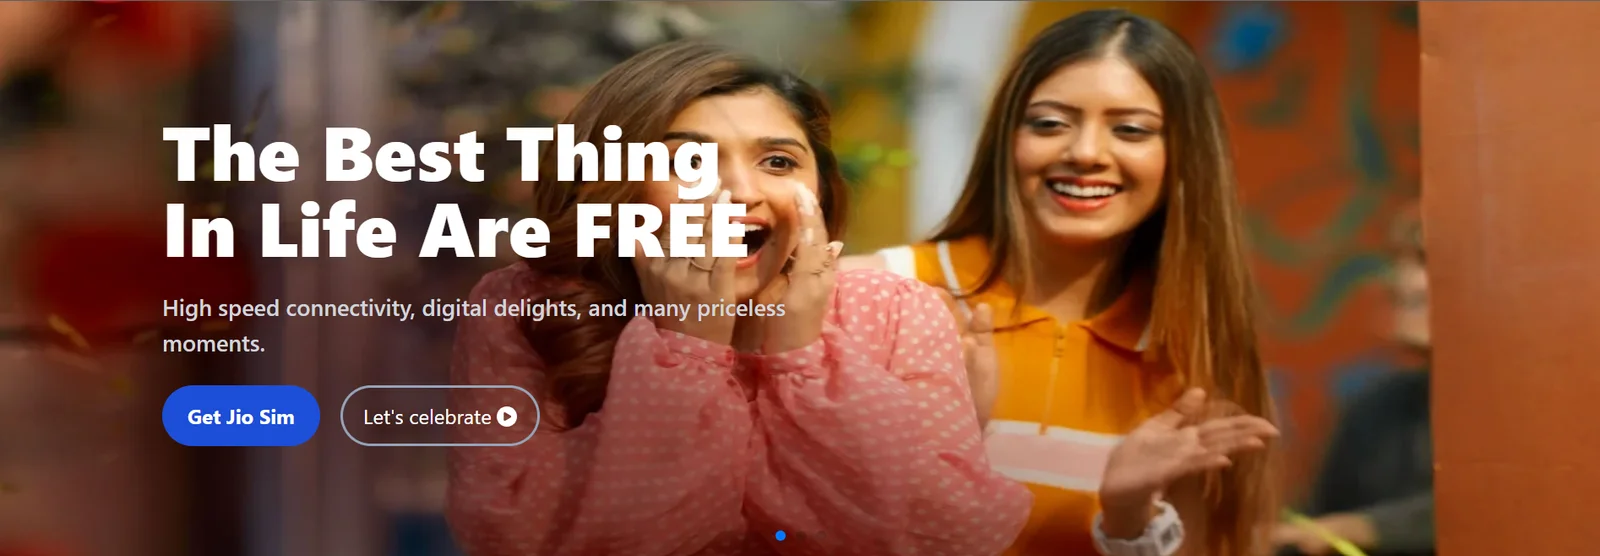 The Best Thing
In Life Are FREE
High speed connectivity, digital delights, and many priceless
moments.
Get Jio Sim
Let's celebrate